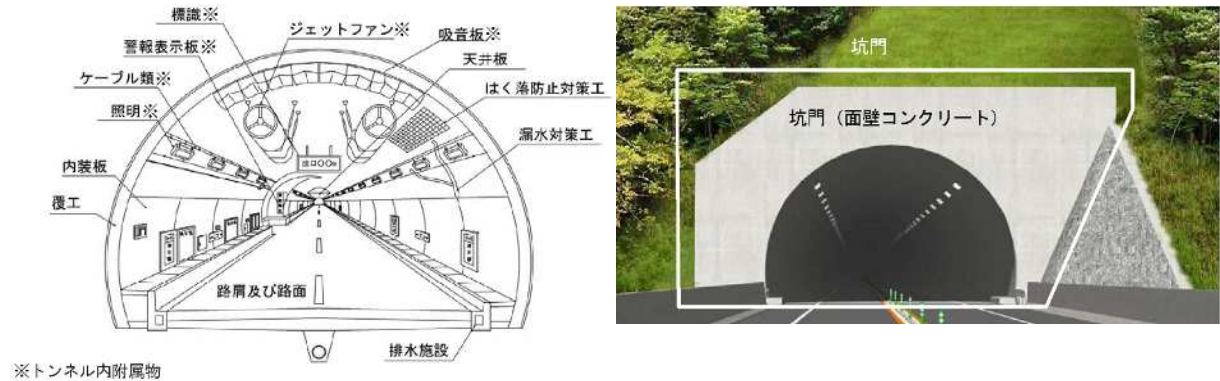 標識※
ジェットファン※
吸音板※
警報表示板※
天井板
ケーブル類※
はく落防止対策工
照明※
漏水対策工
内装板
覆工
路肩及び路面
排水施設
※トンネル内附属物
坑門
坑門（面壁コンクリート）